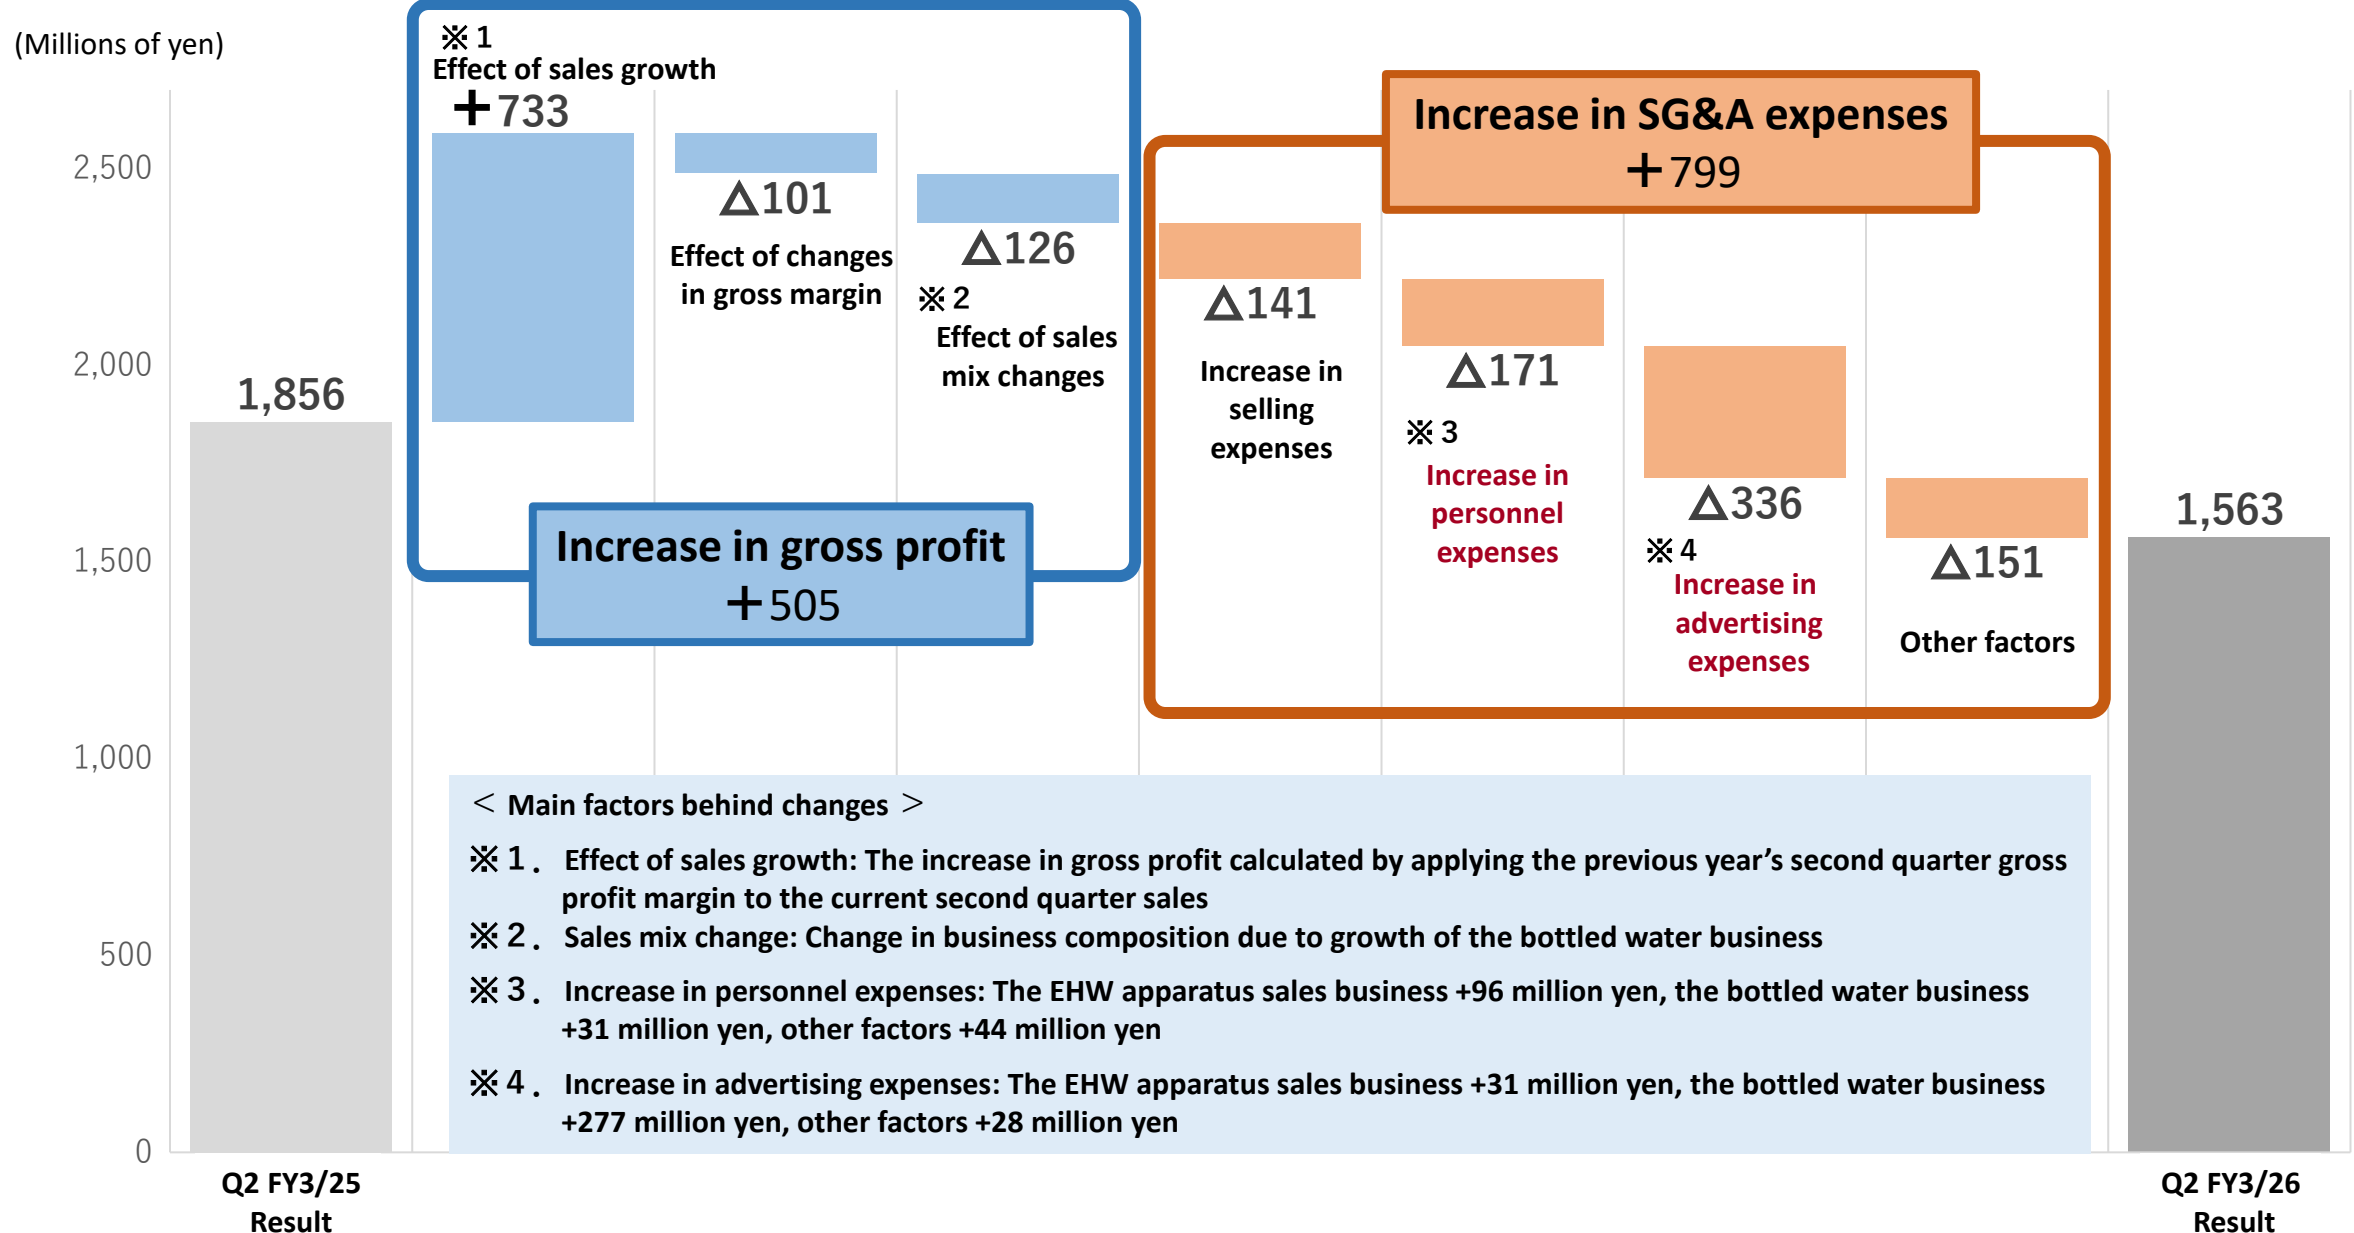 (Millions of yen)
※1
Effect of sales growth
+733
Increase in SG&A expenses
+799
2,500
2,000
1,500
1,000
500
0
1,856
△101
Effect of changes
in gross margin
△126
※2
Effect of sales
mix changes
Increase in gross profit
+505
△141
Increase in
selling
expenses
△171
※3
Increase in
personnel
expenses
△336
※4
Increase in
advertising
expenses
△151
Other factors
1,563
＜ Main factors behind changes ＞
※1． Effect of sales growth: The increase in gross profit calculated by applying the previous year’s second quarter gross
profit margin to the current second quarter sales
※2． Sales mix change: Change in business composition due to growth of the bottled water business
※3． Increase in personnel expenses: The EHW apparatus sales business +96 million yen, the bottled water business
+31 million yen, other factors +44 million yen
※4． Increase in advertising expenses: The EHW apparatus sales business +31 million yen, the bottled water business
+277 million yen, other factors +28 million yen
Q2 FY3/25
Result
Q2 FY3/26
Result